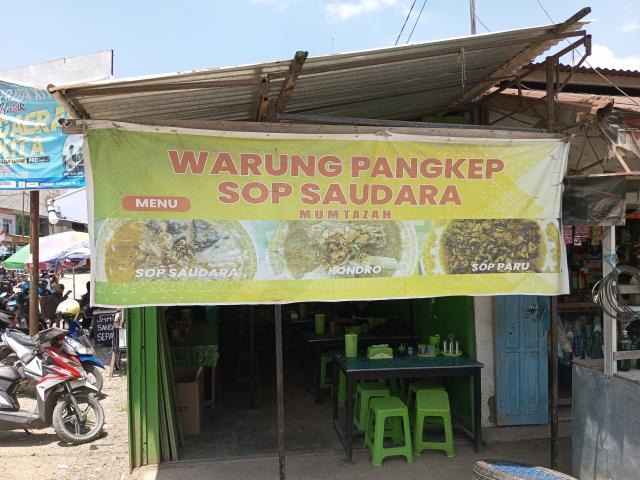 WARUNG PANGKEP
SOP SAUDARA
MUMTAZAH
MENU
SOP SAUDARA
KONDRO
SOP PARU